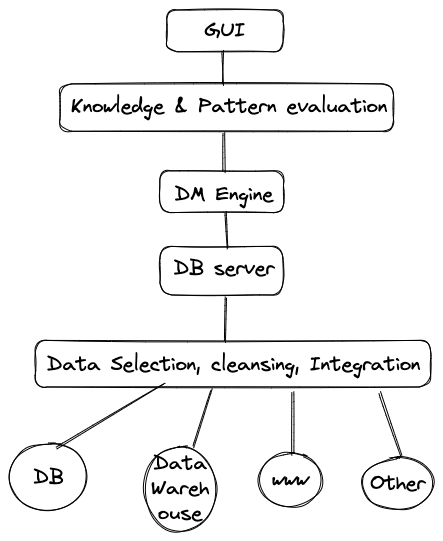 GUI
Knowledge & Pattern evaluation
DM Engine
DB server
Data Selection, cleansing, Integration
DB
Data
Wareh
ouse
www
Other